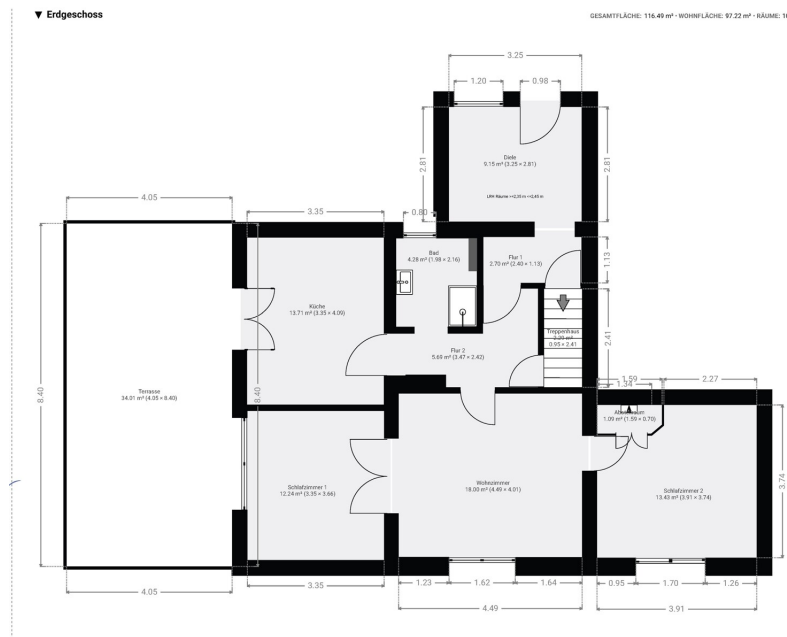 ▼ Erdgeschoss
GESAMTFLÄCHE: 116.49 m² • WOHNFLÄCHE: 97.22 m² • RÄUME: 10
3.25
1.20
0.98
2.81
Diele
9.15 m² (3.25 × 2.81)
2.81
4.05
3.35
0.80
Bad
4.28 m² (1.98 × 2.16)
Flur 1
2.70 m² (2.40 × 1.13)
1.13
Küche
13.71 m² (3.35 × 4.09)
Treppenhaus
2.29 m²
0.95 × 2.41
2.41
Flur 2
5.69 m² (3.47 × 2.42)
8.40
Terrasse
34.01 m² (4.05 × 8.40)
8.40
1.59
2.27
1.34
Abstellraum
1.09 m² (1.59 × 0.70)
Schlafzimmer 1
12.24 m² (3.35 × 3.66)
Wohnzimmer
18.00 m² (4.49 × 4.01)
Schlafzimmer 2
13.43 m² (3.91 × 3.74)
3.74
4.05
3.35
1.23
1.62
1.64
0.95
1.70
1.26
4.49
3.91